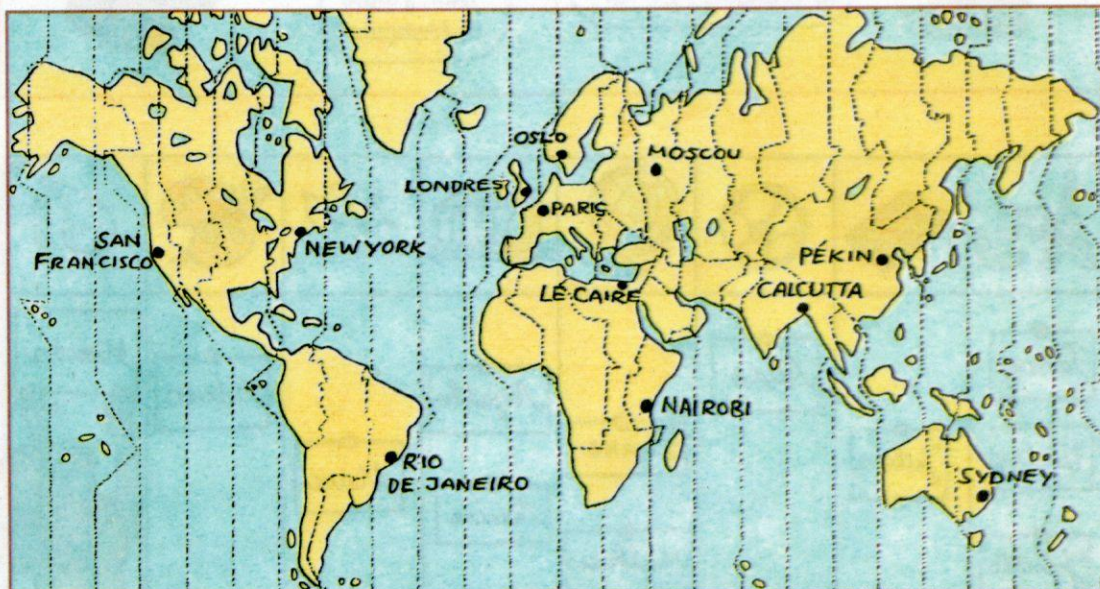 OSLO
MOSCOU
LONDRES
PARIS
SAN
FRANCISCO
NEW YORK
PÉKIN
LE CAIRE
CALCUTTA
NAIROBI
RIO
DE JANEIRO
SYDNEY